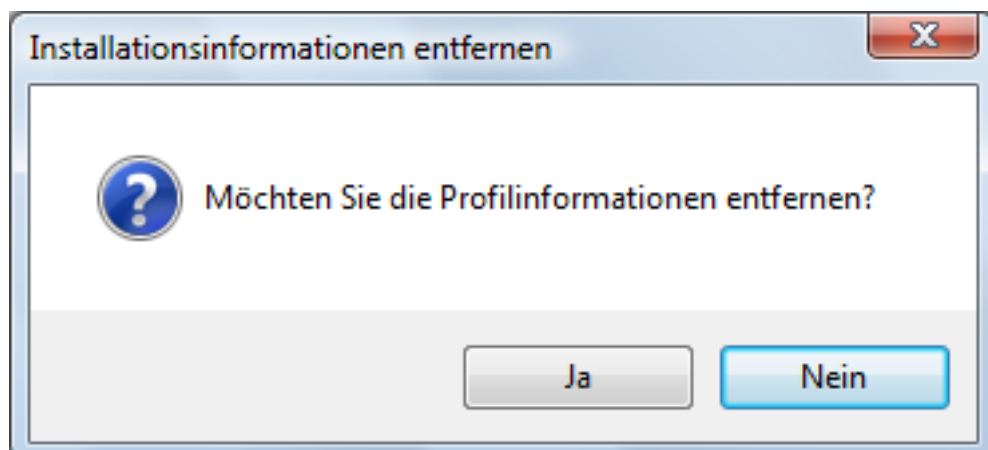 Installationsinformationen entfernen
Möchten Sie die Profilinformationen entfernen?
Ja
Nein